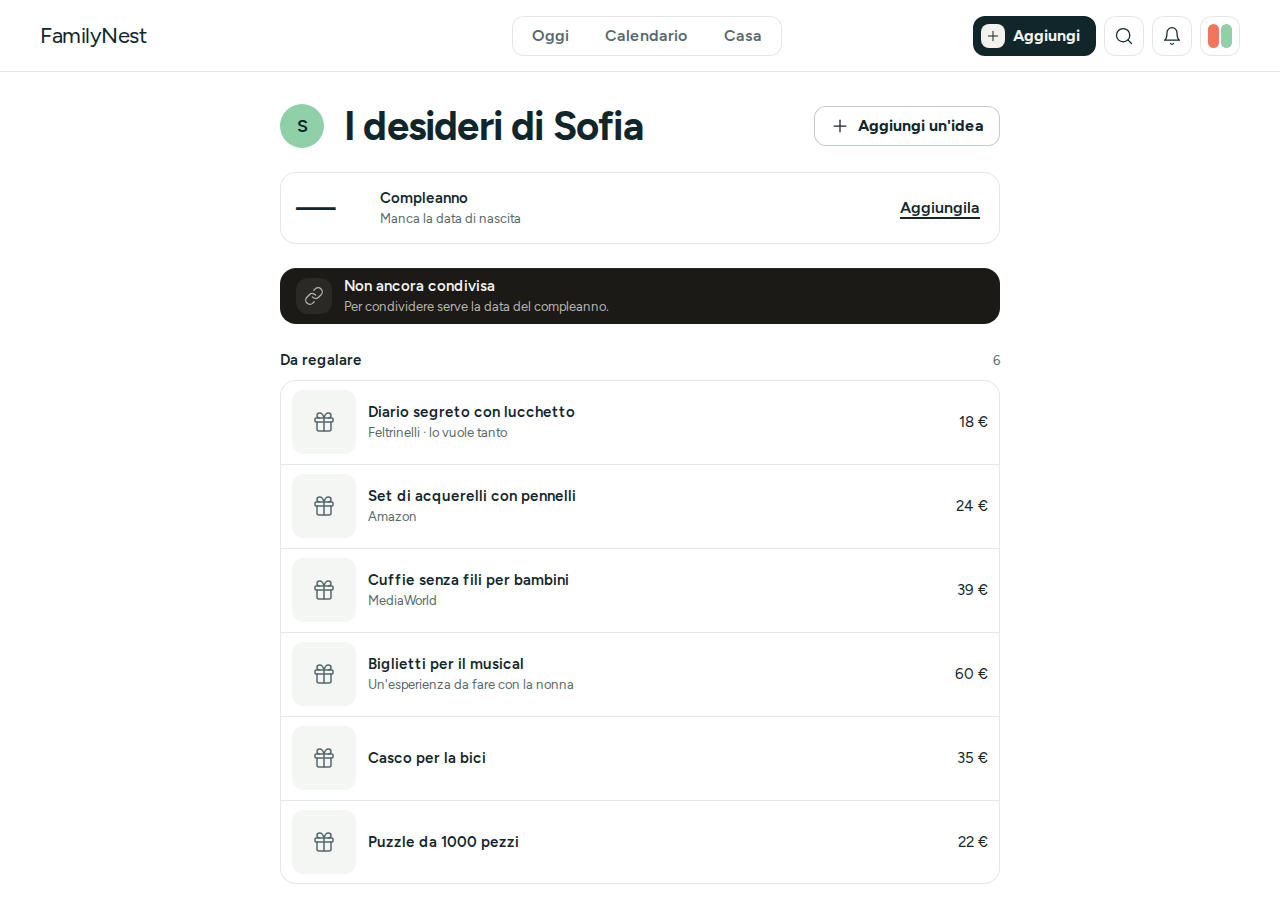 FamilyNest
Oggi
Calendario
Casa
Aggiungi
S
I desideri di Sofia
Aggiungi un'idea
Compleanno
Manca la data di nascita
Aggiungila
Non ancora condivisa
Per condividere serve la data del compleanno.
Da regalare
6
Diario segreto con lucchetto
Feltrinelli · lo vuole tanto
18 €
Set di acquerelli con pennelli
Amazon
24 €
Cuffie senza fili per bambini
MediaWorld
39 €
Biglietti per il musical
Un'esperienza da fare con la nonna
60 €
Casco per la bici
35 €
Puzzle da 1000 pezzi
22 €